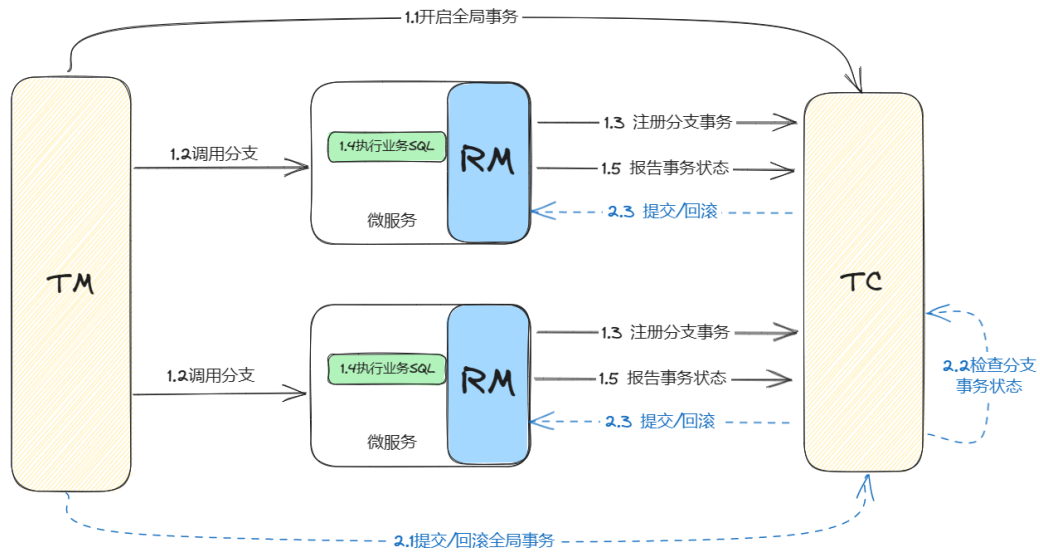 1.1开启全局事务
TM
1.2调用分支
1.4执行业务SQL
RM
微服务
1.3 注册分支事务
1.5 报告事务状态
2.3 提交/回滚
TC
1.2调用分支
1.4执行业务SQL
RM
微服务
1.3 注册分支事务
1.5 报告事务状态
2.3 提交/回滚
2.2检查分支
事务状态
2.1提交/回滚全局事务